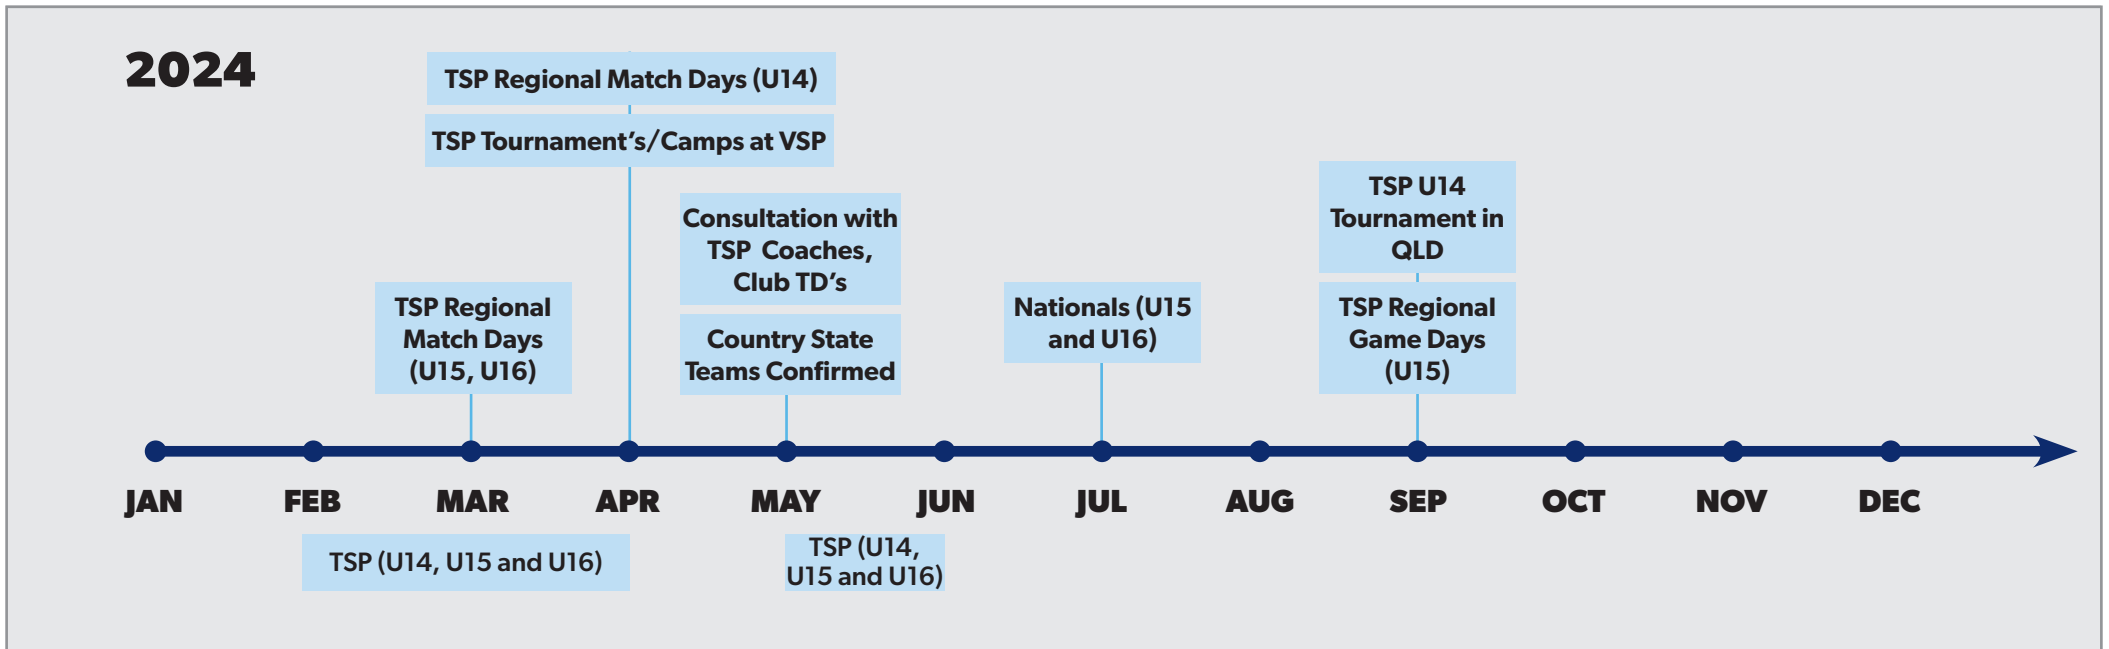 2024
TSP Regional Match Days (U14)
TSP Tournament’s/Camps at VSP
Consultation with
TSP Coaches,
Club TD’s
Country State
Teams Confirmed
TSP Regional
Match Days
(U15, U16)
Nationals (U15
and U16)
TSP U14
Tournament in
QLD
TSP Regional
Game Days
(U15)
JAN FEB MAR APR MAY JUN JUL AUG SEP OCT NOV DEC
TSP (U14, U15 and U16)
TSP (U14,
U15 and U16)